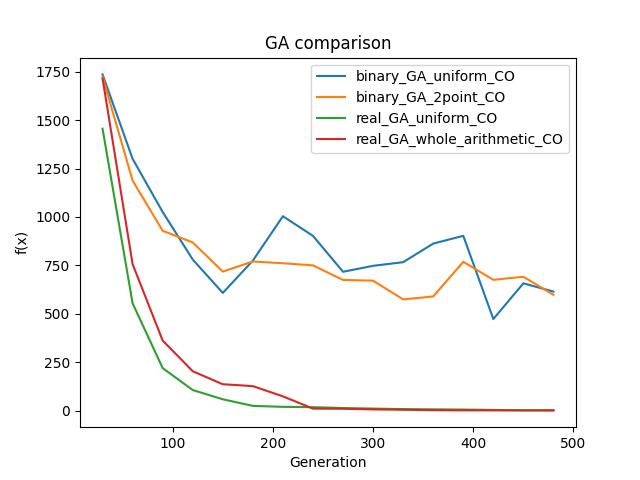 GA comparison
binary_GA_uniform_CO
binary_GA_2point_CO
real_GA_uniform_CO
real_GA_whole_arithmetic_CO
1750
1500
1250
1000
750
500
250
0
f(x)
100 200 300 400 500
Generation